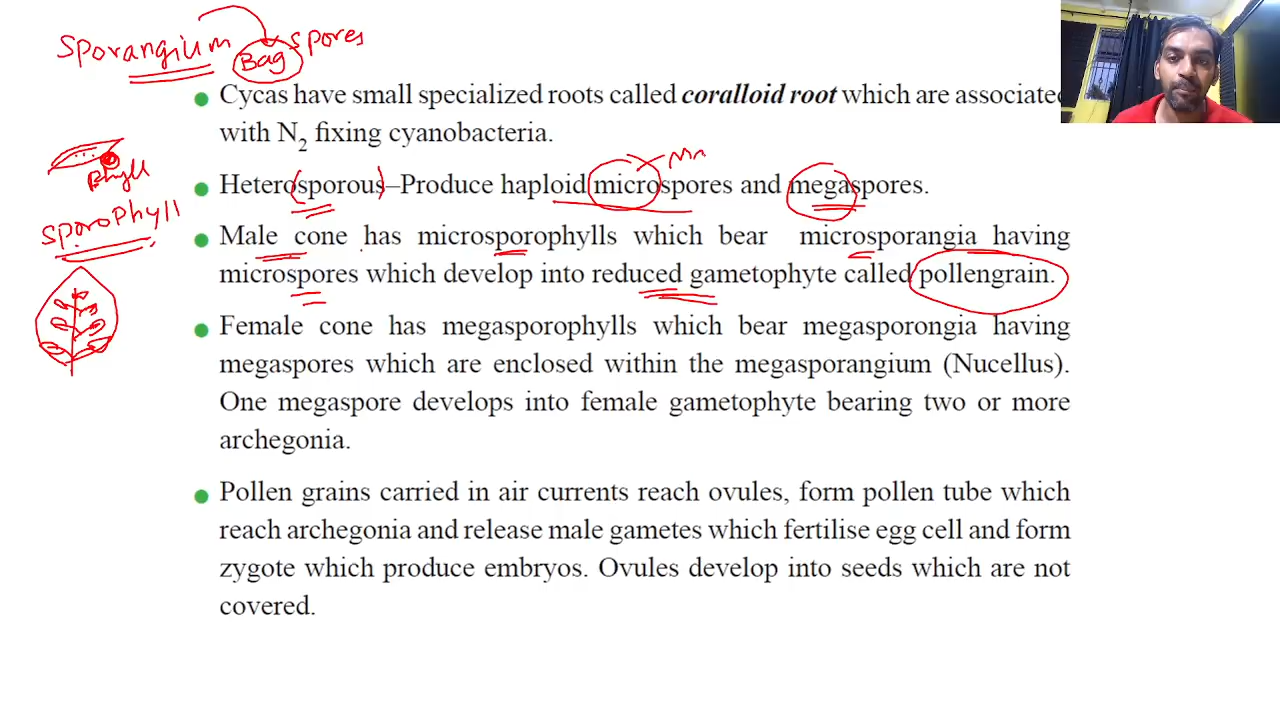 Sporangium Bag spores
Cycas have small specialized roots called coralloid root which are associated
with N2 fixing cyanobacteria.
Phyll
Heterosporous–Produce haploid microspores and megaspores.
SporoPhyll
Male cone has microsporophylls which bear microsporangia having
microspores which develop into reduced gametophyte called pollengrain.
Female cone has megasporophylls which bear megasporongia having
megaspores which are enclosed within the megasporangium (Nucellus).
One megaspore develops into female gametophyte bearing two or more
archegonia.
Pollen grains carried in air currents reach ovules, form pollen tube which
reach archegonia and release male gametes which fertilise egg cell and form
zygote which produce embryos. Ovules develop into seeds which are not
covered.